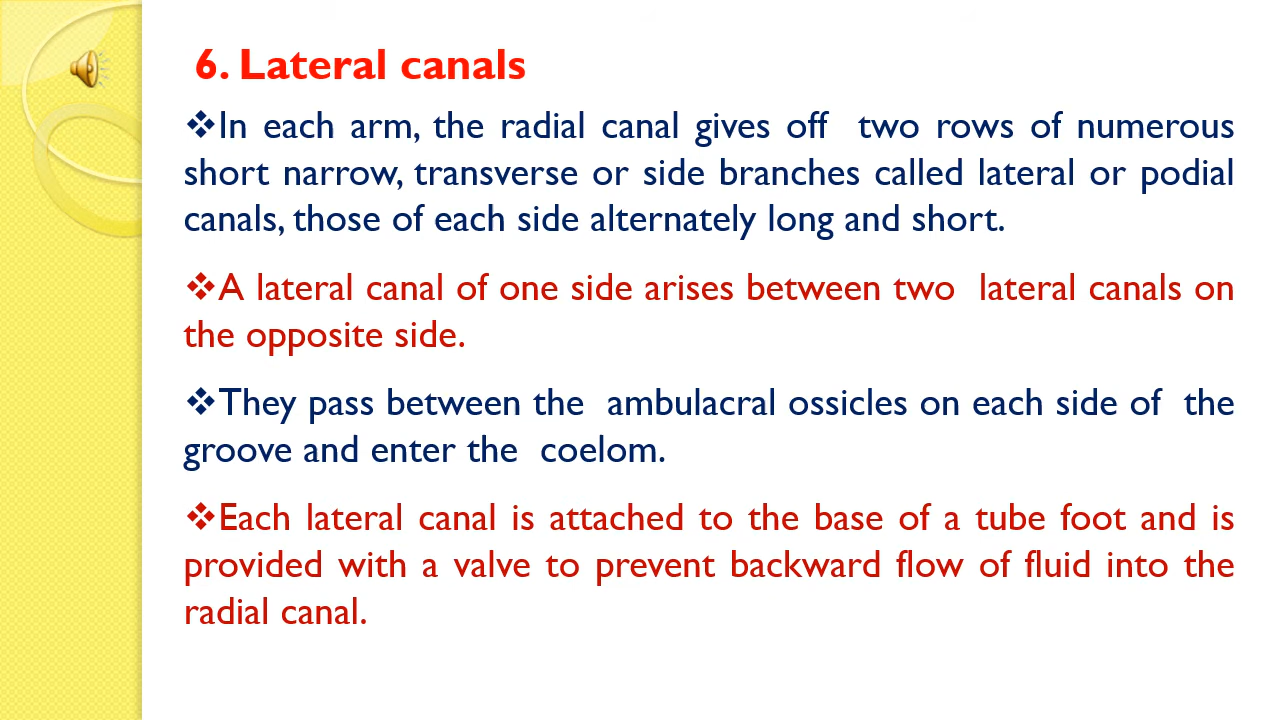 6. Lateral canals
❖In each arm, the radial canal gives off two rows of numerous
short narrow, transverse or side branches called lateral or podial
canals, those of each side alternately long and short.
❖A lateral canal of one side arises between two lateral canals on
the opposite side.
❖They pass between the ambulacral ossicles on each side of the
groove and enter the coelom.
❖Each lateral canal is attached to the base of a tube foot and is
provided with a valve to prevent backward flow of fluid into the
radial canal.